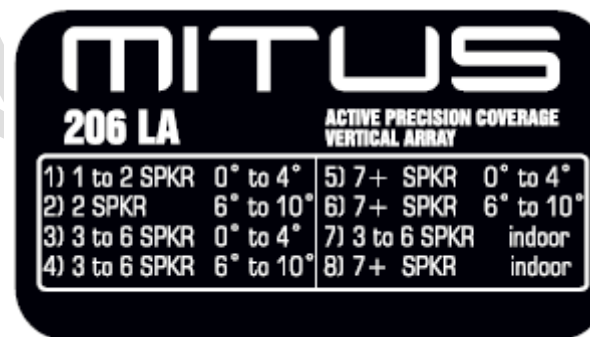 MITUS
206 LA
ACTIVE PRECISION COVERAGE
VERTICAL ARRAY
1) 1 to 2 SPKR 0° to 4°
2) 2 SPKR 6° to 10°
3) 3 to 6 SPKR 0° to 4°
4) 3 to 6 SPKR 6° to 10°
5) 7+ SPKR 0° to 4°
6) 7+ SPKR 6° to 10°
7) 3 to 6 SPKR indoor
8) 7+ SPKR indoor